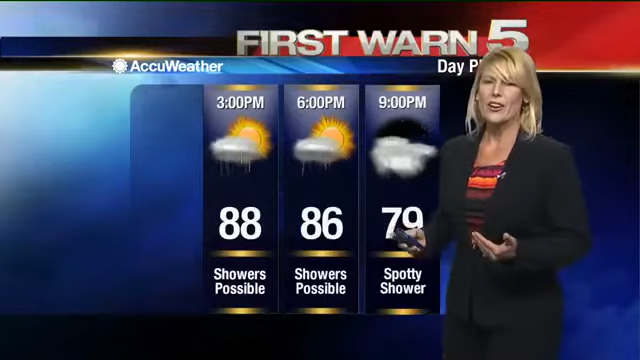 FIRST WARN 5
AccuWeather
Day
3:00PM
6:00PM
9:00PM
88
86
79
Showers
Possible
Showers
Possible
Spotty
Shower